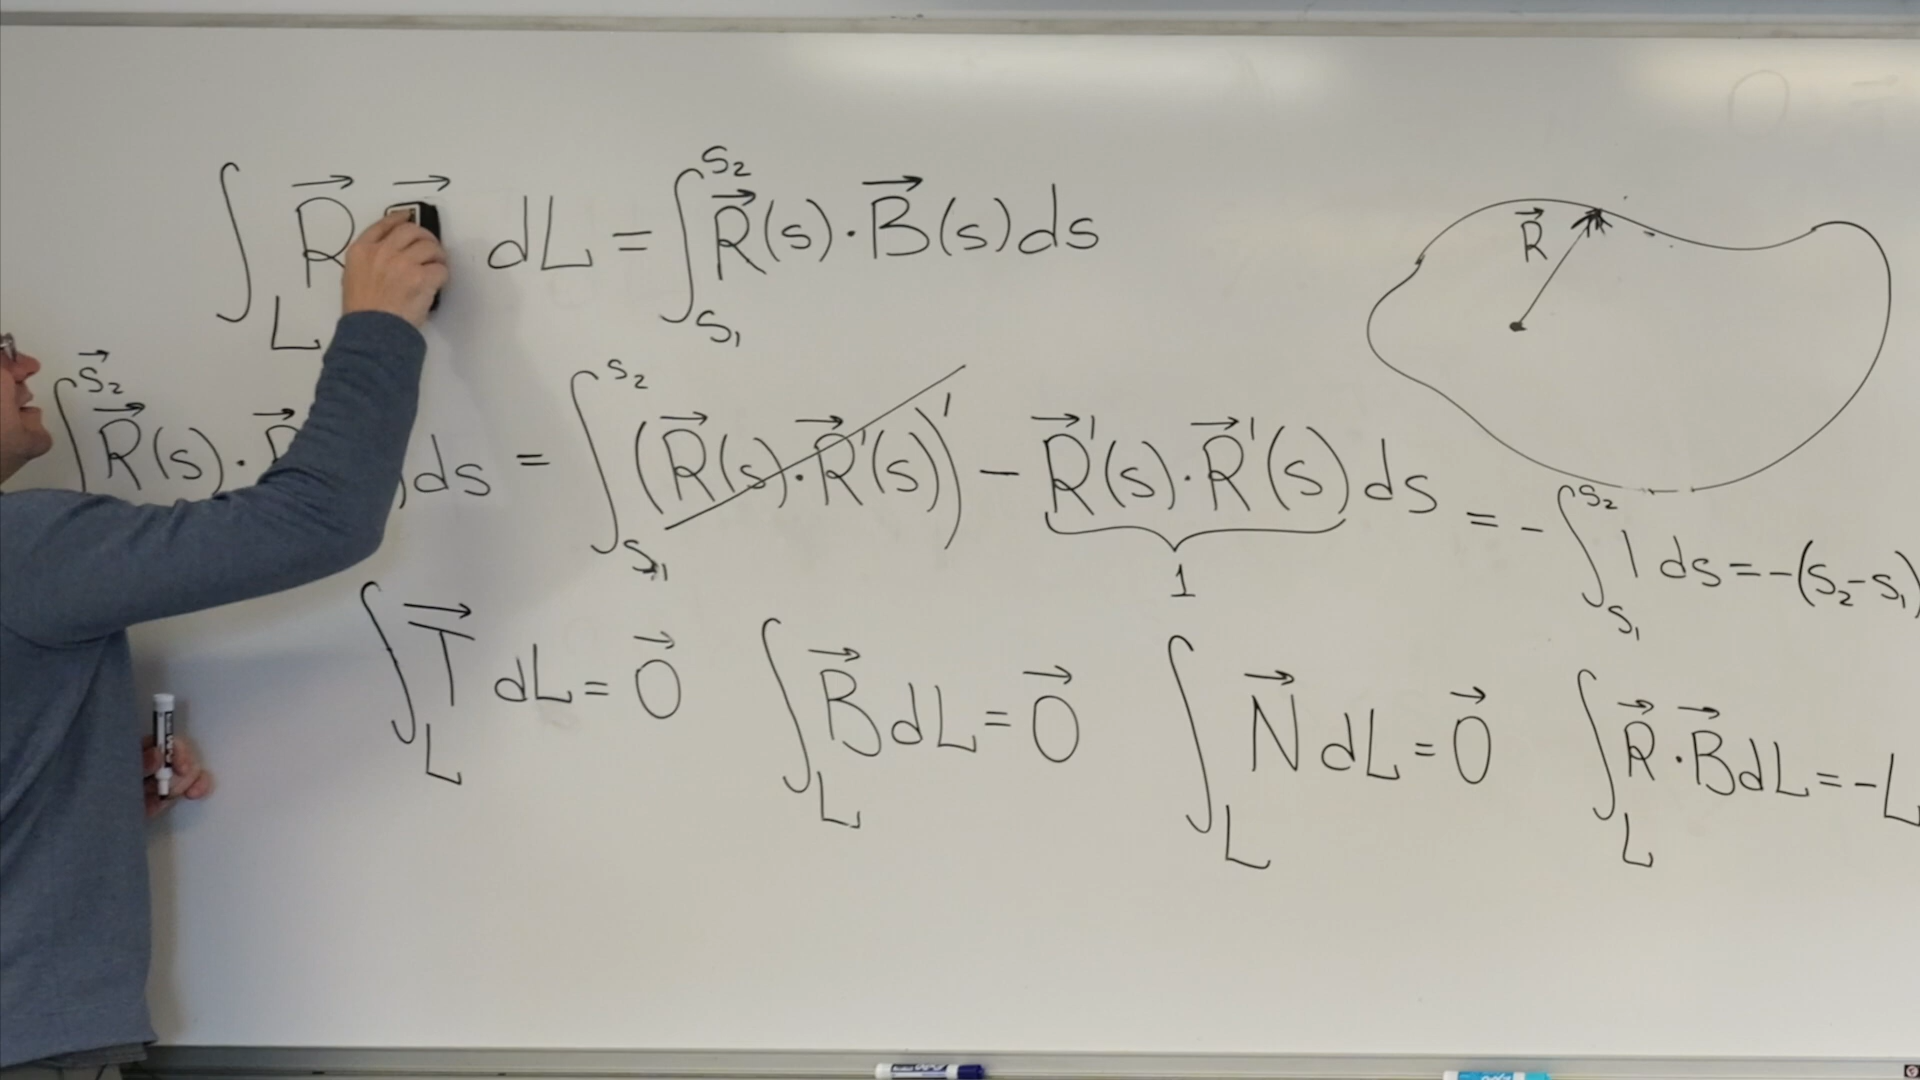 ∫_L R⃗ → dL = ∫_{S₁}^{S₂} R⃗(s)·B⃗(s)ds
R⃗
∫^{S⃗₂} R⃗(s)· → )ds = ∫_{S₁}^{S₂} (R⃗(s)·R⃗'(s))' − R⃗'(s)·R⃗'(s) ds = - ∫_{S₁}^{S₂} 1 ds = -(S₂-S₁)
1
∫_L T⃗ dL = 0⃗ ∫_L B⃗ dL = 0⃗ ∫_L N⃗ dL = 0⃗ ∫_L R⃗·B⃗ dL = -L